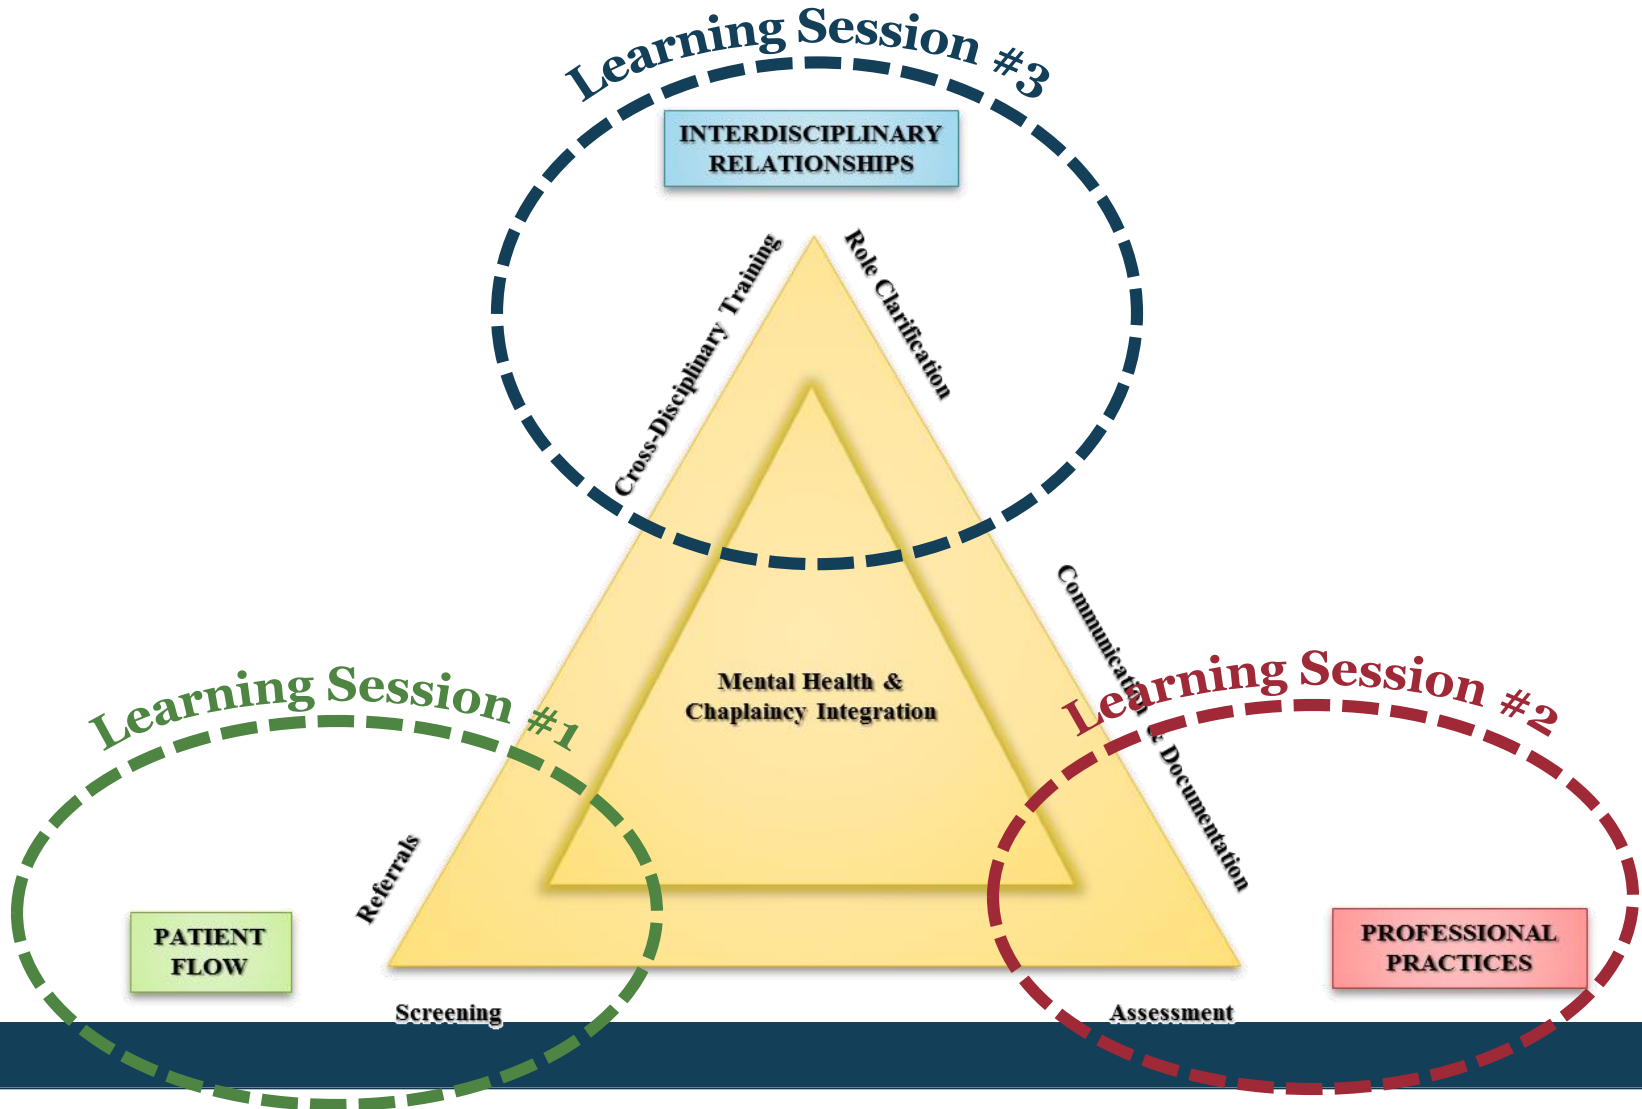 Learning Session #3
INTERDISCIPLINARY
RELATIONSHIPS
Cross-Disciplinary Training
Role Clarification
Mental Health &
Chaplaincy Integration
Communication & Documentation
Learning Session #1
Learning Session #2
Referrals
PATIENT
FLOW
PROFESSIONAL
PRACTICES
Screening
Assessment